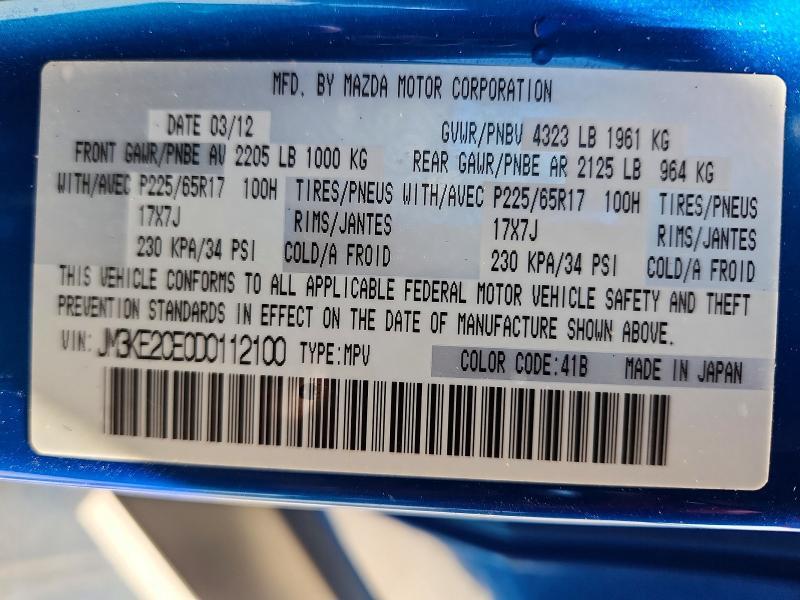 MFD. BY MAZDA MOTOR CORPORATION
DATE 03/12 GVWR/PNBV 4323 LB 1961 KG
FRONT GAWR/PNBE AV 2205 LB 1000 KG REAR GAWR/PNBE AR 2125 LB 964 KG
WITH/AVEC P225/65R17 100H TIRES/PNEUS WITH/AVEC P225/65R17 100H TIRES/PNEUS
17X7J RIMS/JANTES 17X7J RIMS/JANTES
230 KPA/34 PSI COLD/A FROID 230 KPA/34 PSI COLD/A FROID
THIS VEHICLE CONFORMS TO ALL APPLICABLE FEDERAL MOTOR VEHICLE SAFETY AND THEFT
PREVENTION STANDARDS IN EFFECT ON THE DATE OF MANUFACTURE SHOWN ABOVE.
VIN: JM3KE2CE0D0112100 TYPE:MPV COLOR CODE:41B MADE IN JAPAN